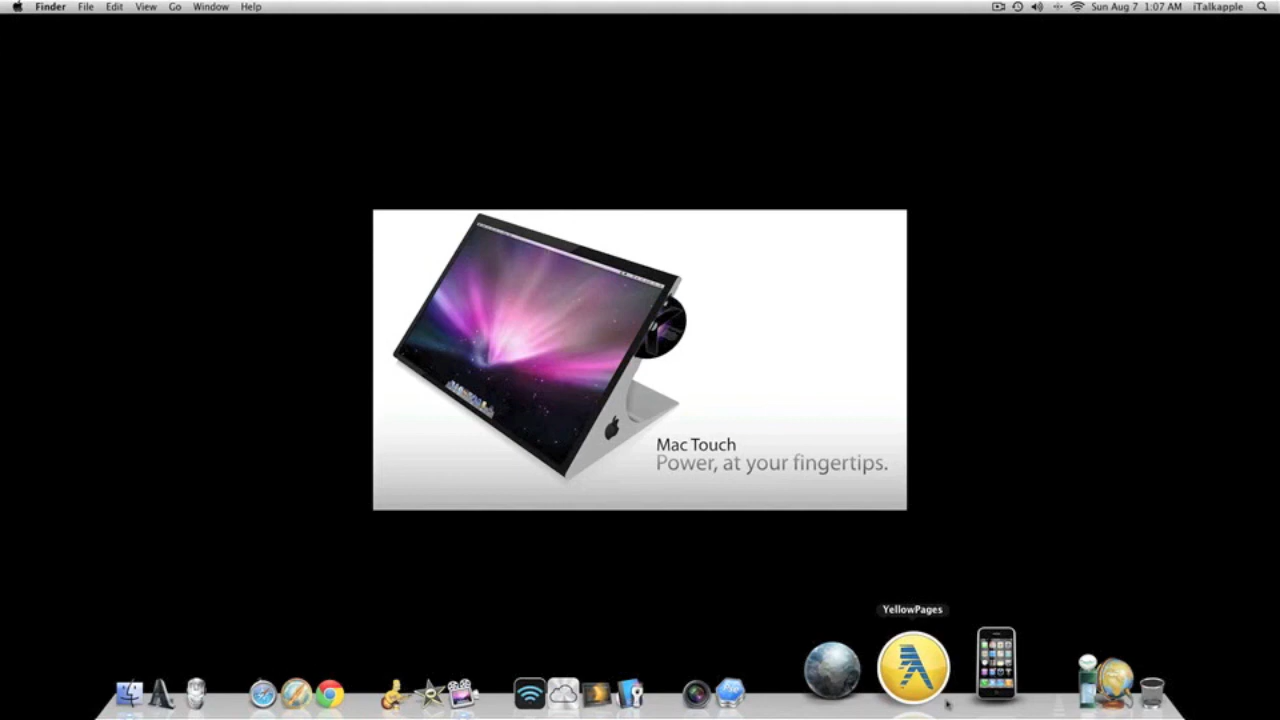 Finder File Edit View Go Window Help Sun Aug 7 1:07 AM iTalkapple
Mac Touch
Power, at your fingertips.
YellowPages